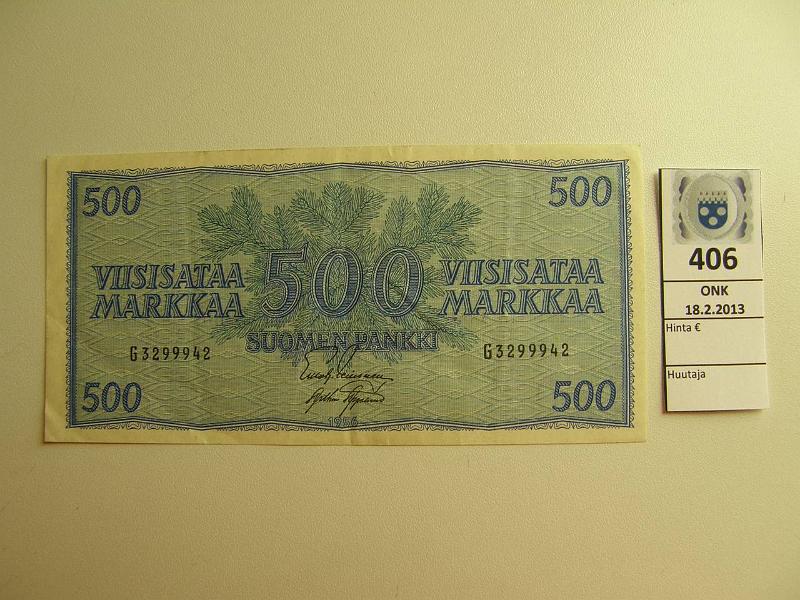 500
500
VIISISATAA MARKKAA
500
VIISISATAA MARKKAA
SUOMEN PANKKI
G3299942
G3299942
500
500
1956
406
ONK
18.2.2013
Hinta €
Huutaja